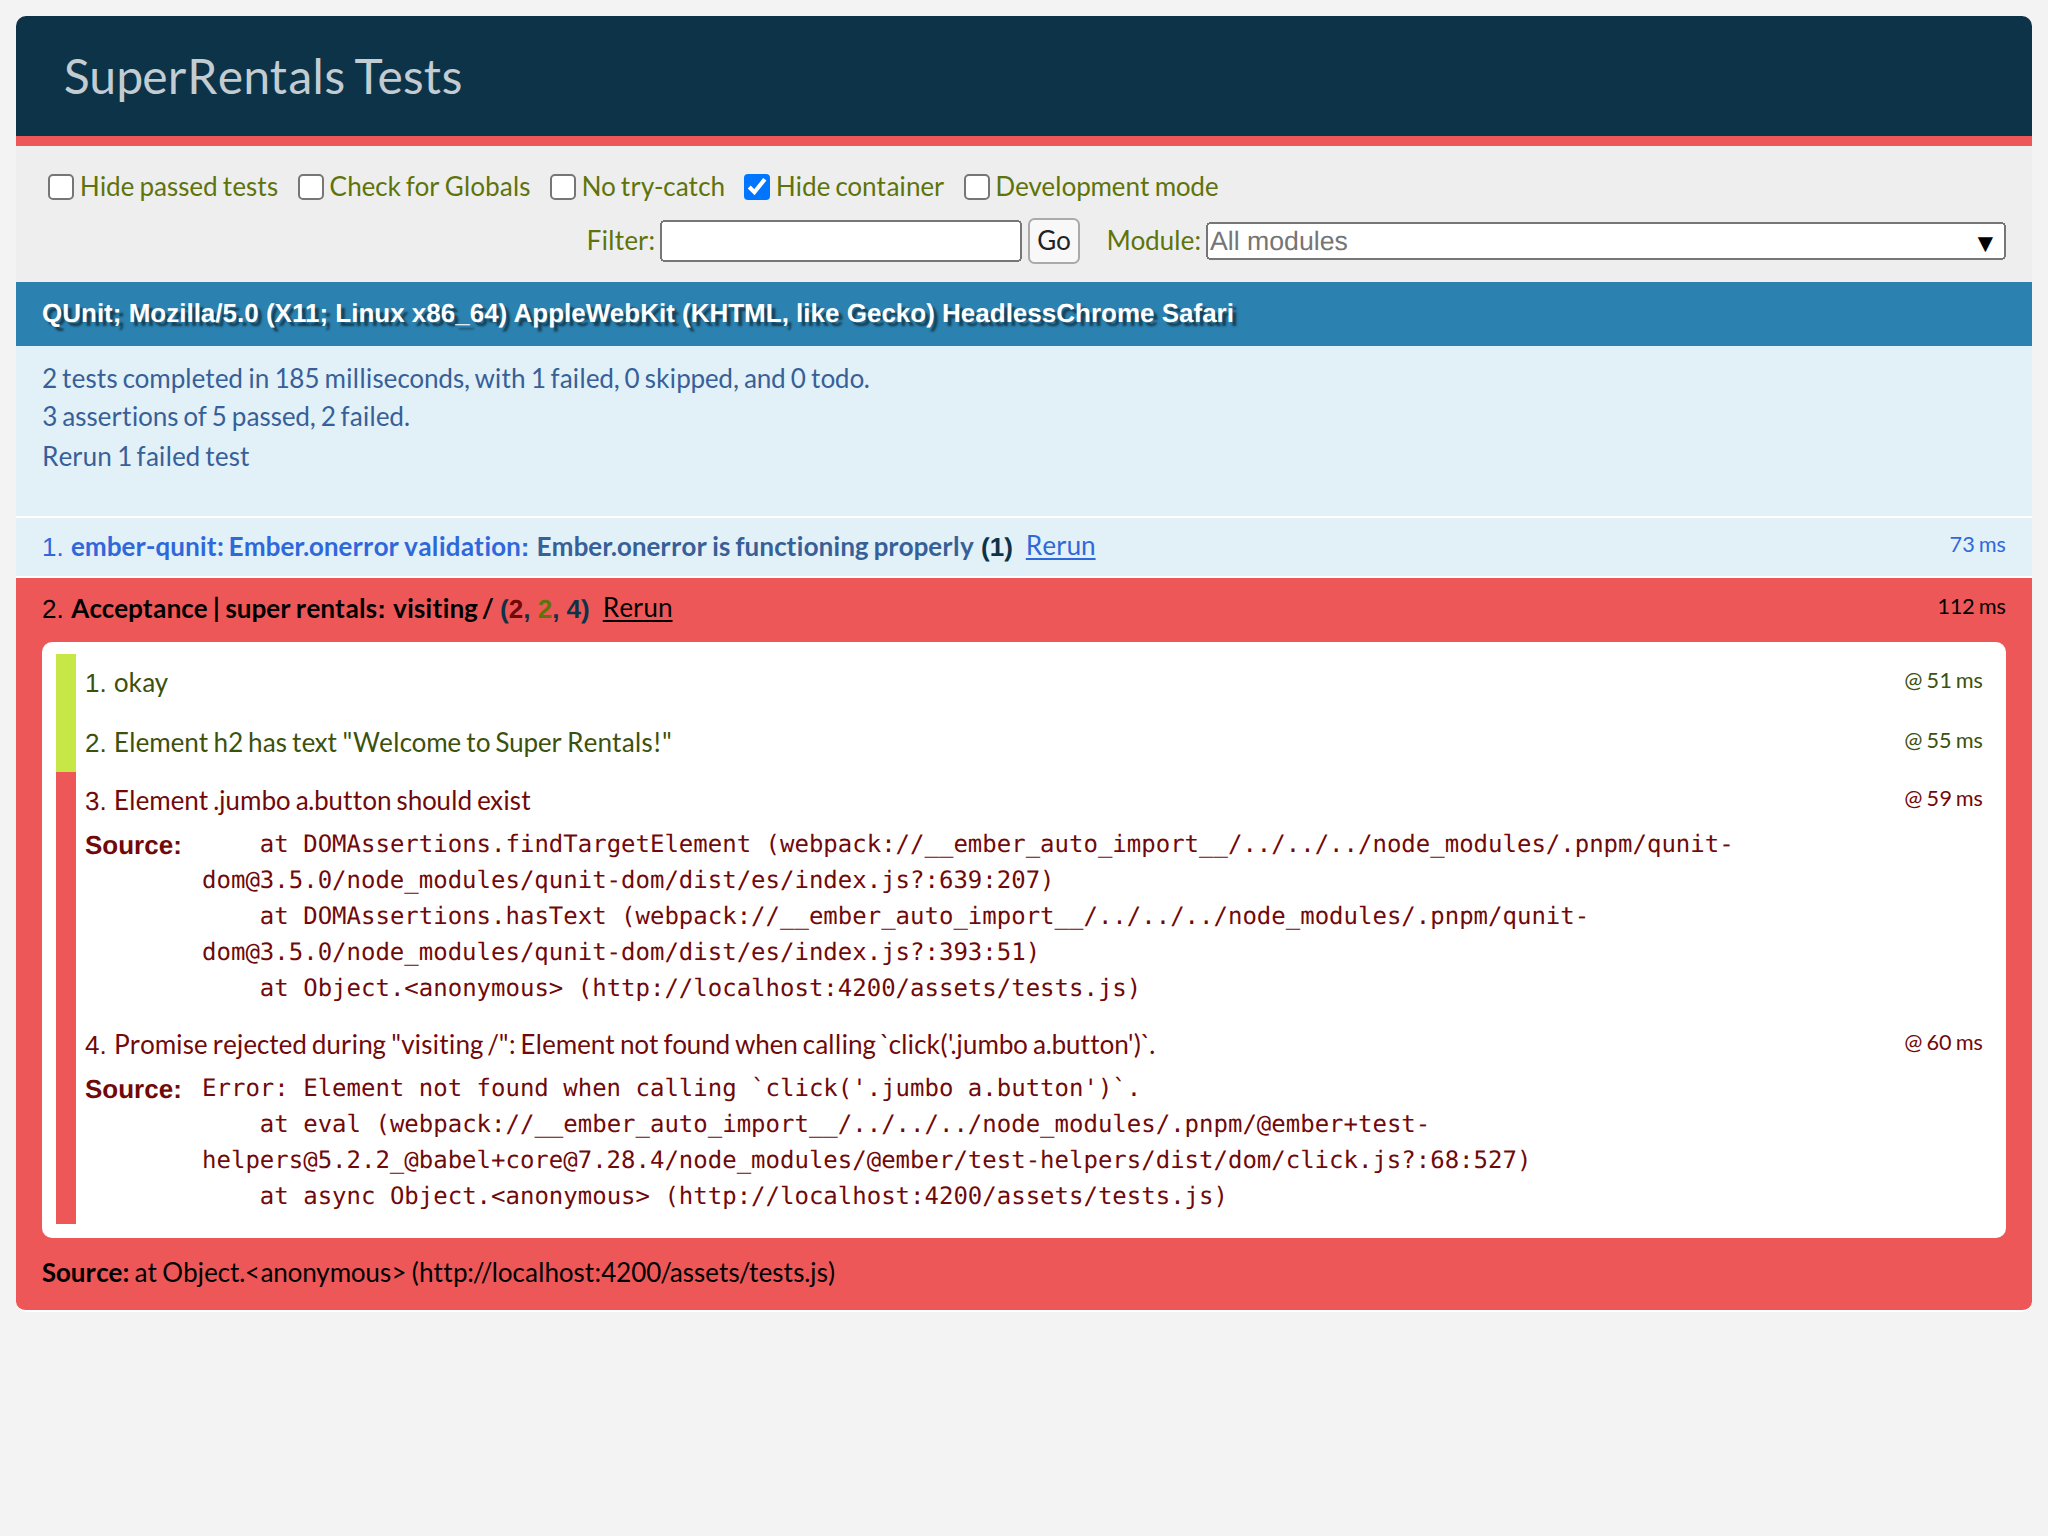 SuperRentals Tests
Hide passed tests Check for Globals No try-catch Hide container Development mode
Filter: Go Module: All modules ▼
QUnit; Mozilla/5.0 (X11; Linux x86_64) AppleWebKit (KHTML, like Gecko) HeadlessChrome Safari
2 tests completed in 185 milliseconds, with 1 failed, 0 skipped, and 0 todo.
3 assertions of 5 passed, 2 failed.
Rerun 1 failed test
1. ember-qunit: Ember.onerror validation: Ember.onerror is functioning properly (1) Rerun 73 ms
2. Acceptance | super rentals: visiting / (2, 2, 4) Rerun 112 ms
1. okay @ 51 ms
2. Element h2 has text "Welcome to Super Rentals!" @ 55 ms
3. Element .jumbo a.button should exist @ 59 ms
Source: at DOMAssertions.findTargetElement (webpack://__ember_auto_import__/../../../node_modules/.pnpm/qunit-
dom@3.5.0/node_modules/qunit-dom/dist/es/index.js?:639:207)
at DOMAssertions.hasText (webpack://__ember_auto_import__/../../../node_modules/.pnpm/qunit-
dom@3.5.0/node_modules/qunit-dom/dist/es/index.js?:393:51)
at Object.<anonymous> (http://localhost:4200/assets/tests.js)
4. Promise rejected during "visiting /": Element not found when calling `click('.jumbo a.button')`. @ 60 ms
Source: Error: Element not found when calling `click('.jumbo a.button')`.
at eval (webpack://__ember_auto_import__/../../../node_modules/.pnpm/@ember+test-
helpers@5.2.2_@babel+core@7.28.4/node_modules/@ember/test-helpers/dist/dom/click.js?:68:527)
at async Object.<anonymous> (http://localhost:4200/assets/tests.js)
Source: at Object.<anonymous> (http://localhost:4200/assets/tests.js)